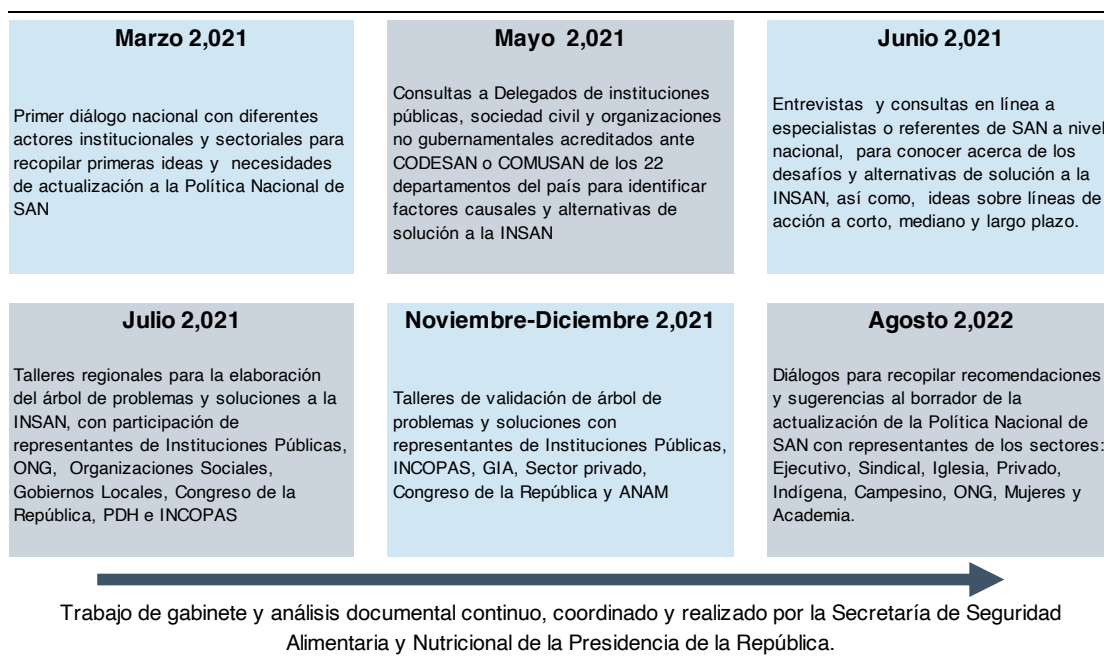 Marzo 2,021
Primer diálogo nacional con diferentes
actores institucionales y sectoriales para
recopilar primeras ideas y necesidades
de actualización a la Política Nacional de
SAN
Mayo 2,021
Consultas a Delegados de instituciones
públicas, sociedad civil y organizaciones
no gubernamentales acreditados ante
CODESAN o COMUSAN de los 22
departamentos del país para identificar
factores causales y alternativas de
solución a la INSAN
Junio 2,021
Entrevistas y consultas en línea a
especialistas o referentes de SAN a nivel
nacional, para conocer acerca de los
desafíos y alternativas de solución a la
INSAN, así como, ideas sobre líneas de
acción a corto, mediano y largo plazo.
Julio 2,021
Talleres regionales para la elaboración
del árbol de problemas y soluciones a la
INSAN, con participación de
representantes de Instituciones Públicas,
ONG, Organizaciones Sociales,
Gobiernos Locales, Congreso de la
República, PDH e INCOPAS
Noviembre-Diciembre 2,021
Talleres de validación de árbol de
problemas y soluciones con
representantes de Instituciones Públicas,
INCOPAS, GIA, Sector privado,
Congreso de la República y ANAM
Agosto 2,022
Diálogos para recopilar recomendaciones
y sugerencias al borrador de la
actualización de la Política Nacional de
SAN con representantes de los sectores:
Ejecutivo, Sindical, Iglesia, Privado,
Indígena, Campesino, ONG, Mujeres y
Academia.
Trabajo de gabinete y análisis documental continuo, coordinado y realizado por la Secretaría de Seguridad
Alimentaria y Nutricional de la Presidencia de la República.